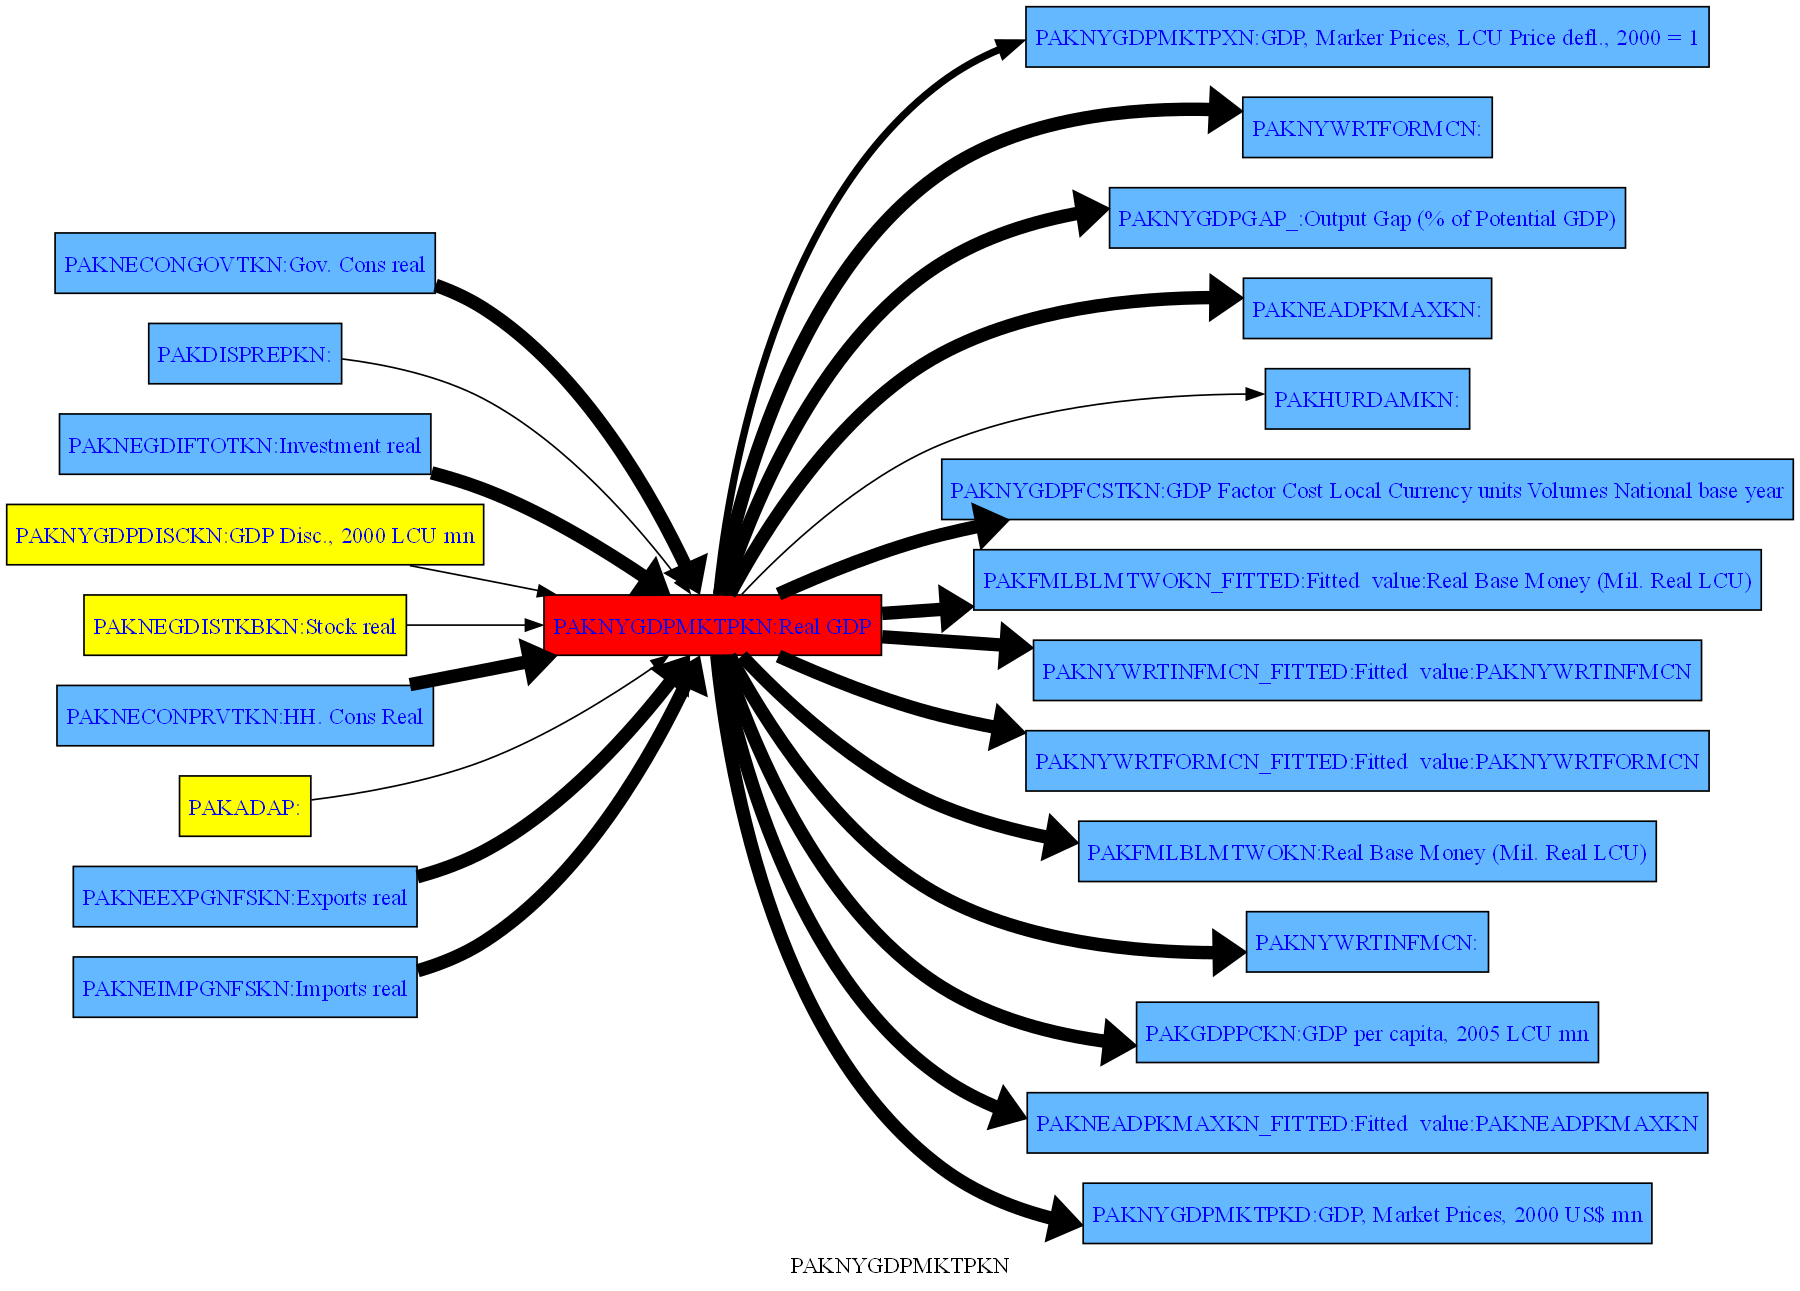 PAKNECONGOVTKN:Gov. Cons real
PAKDISPREPKN:
PAKNEGDIFTOTKN:Investment real
PAKNYGDPDISCKN:GDP Disc., 2000 LCU mn
PAKNEGDISTKBKN:Stock real
PAKNECONPRVTKN:HH. Cons Real
PAKADAP:
PAKNEEXPGNFSKN:Exports real
PAKNEIMPGNFSKN:Imports real
PAKNYGDPMKTPKN:Real GDP
PAKNYGDPMKTPXN:GDP, Marker Prices, LCU Price defl., 2000 = 1
PAKNYWRTFORMCN:
PAKNYGDPGAP_:Output Gap (% of Potential GDP)
PAKNEADPKMAXKN:
PAKHURDAMKN:
PAKNYGDPFCSTKN:GDP Factor Cost Local Currency units Volumes National base year
PAKFMLBLMTWOKN_FITTED:Fitted  value:Real Base Money (Mil. Real LCU)
PAKNYWRTINFMCN_FITTED:Fitted  value:PAKNYWRTINFMCN
PAKNYWRTFORMCN_FITTED:Fitted  value:PAKNYWRTFORMCN
PAKFMLBLMTWOKN:Real Base Money (Mil. Real LCU)
PAKNYWRTINFMCN:
PAKGDPPCKN:GDP per capita, 2005 LCU mn
PAKNEADPKMAXKN_FITTED:Fitted  value:PAKNEADPKMAXKN
PAKNYGDPMKTPKD:GDP, Market Prices, 2000 US$ mn
PAKNYGDPMKTPKN